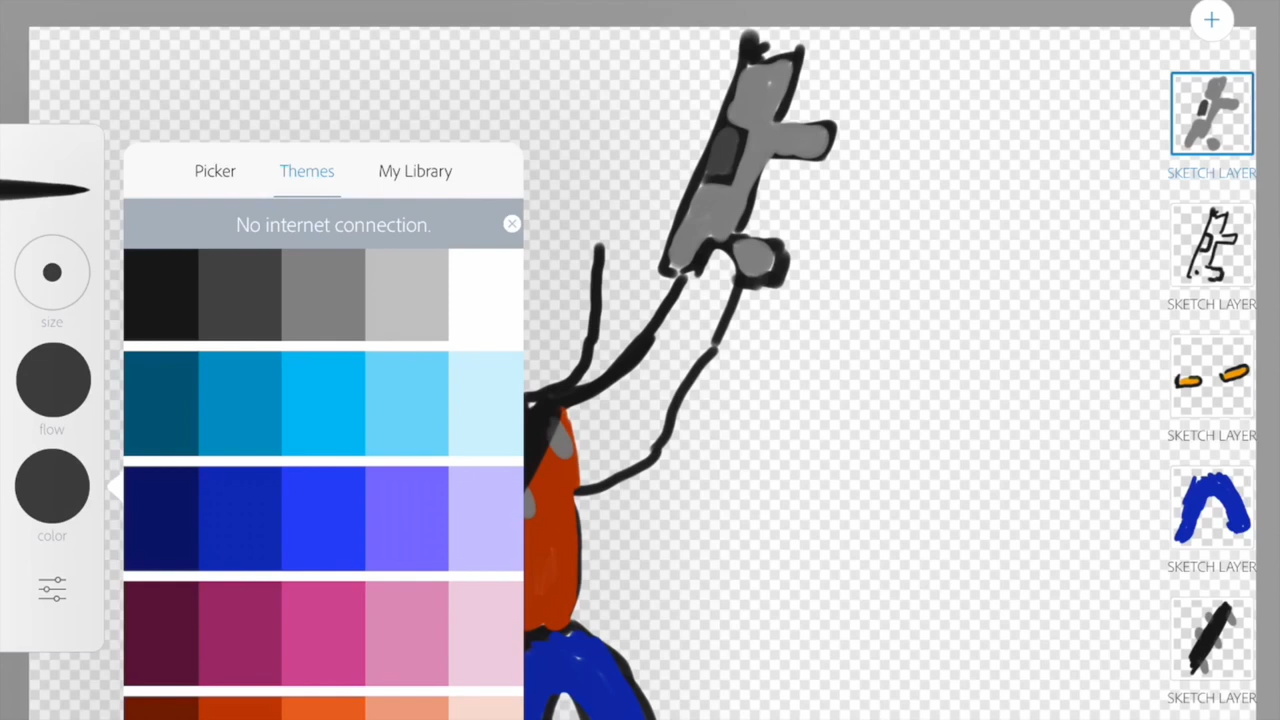 Picker Themes My Library
No internet connection.
size
flow
color
SKETCH LAYER
SKETCH LAYER
SKETCH LAYER
SKETCH LAYER
SKETCH LAYER